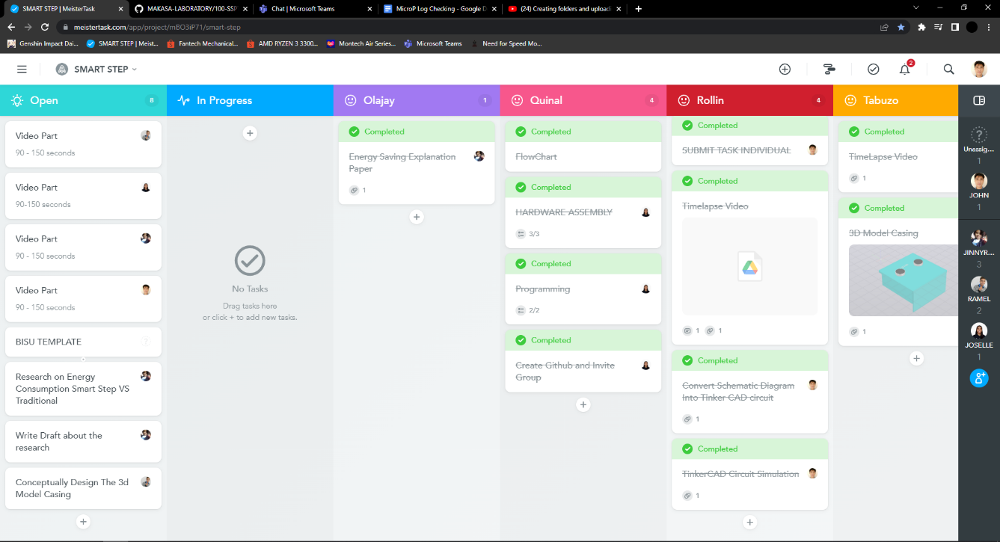 SMART STEP | MeisterTask
MAKASA-LABORATORY/100-SSP
Chat | Microsoft Teams
MicroP Log Checking - Google D
(24) Creating folders and uploadi
meistertask.com/app/project/mBO3iP71/smart-step
Genshin Impact Dai...
SMART STEP | Meist...
Fantech Mechanical...
AMD RYZEN 3 3300...
Montech Air Series...
Microsoft Teams
Need for Speed Mo...
SMART STEP
2
Open 8
Video Part
90 - 150 seconds
Video Part
90-150 seconds
Video Part
90 - 150 seconds
Video Part
90 - 150 seconds
BISU TEMPLATE
Research on Energy
Consumption Smart Step VS
Traditional
Write Draft about the
research
Conceptually Design The 3d
Model Casing
In Progress
No Tasks
Drag tasks here
or click + to add new tasks.
Olajay 1
Completed
Energy Saving Explanation
Paper
1
Quinal 4
Completed
FlowChart
Completed
HARDWARE ASSEMBLY
3/3
Completed
Programming
2/2
Completed
Create Github and Invite
Group
Rollin 4
Completed
SUBMIT TASK INDIVIDUAL
Completed
Timelapse Video
1 1
Completed
Convert Schematic Diagram
Into Tinker CAD circuit
1
Completed
TinkerCAD Circuit Simulation
1
Tabuzo
Completed
TimeLapse Video
1
Completed
3D Model Casing
1
?
Unassig...
1
JOHN
1
JINNYR...
3
RAMEL
2
JOSELLE
1